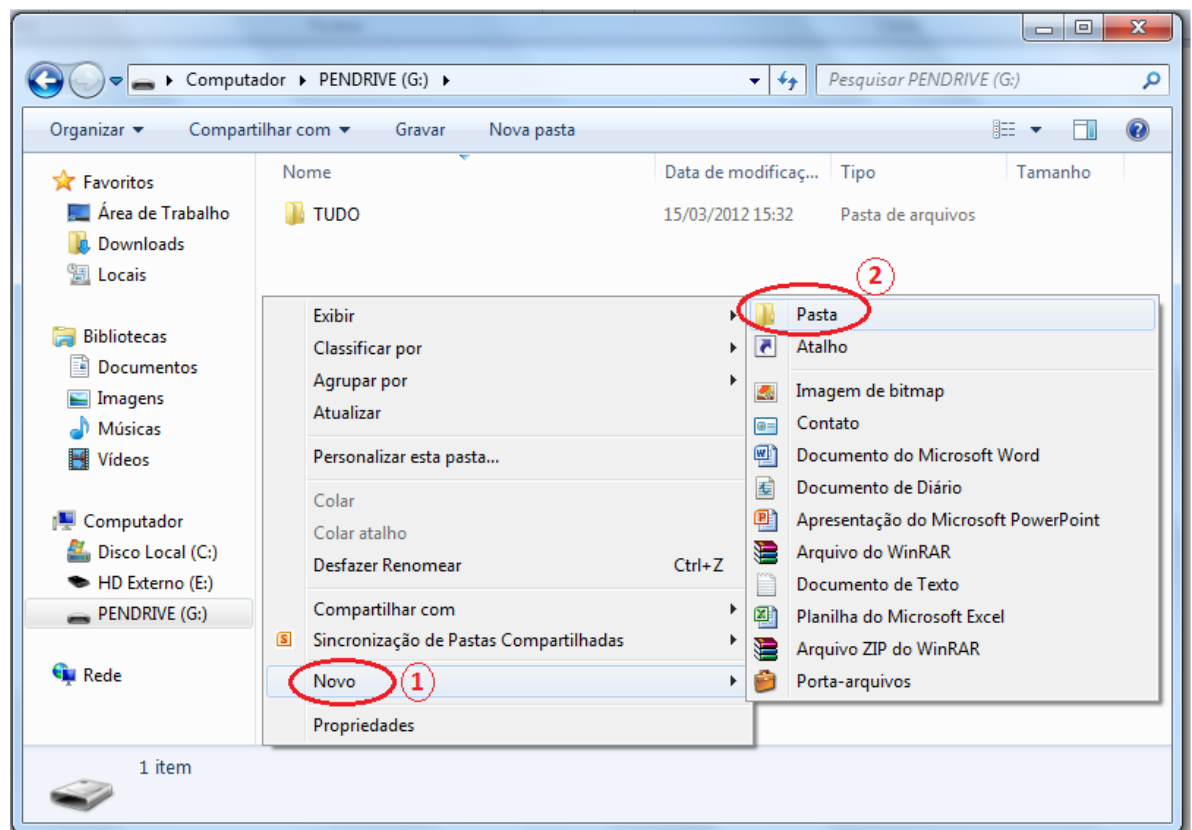 Computador PENDRIVE (G:)
Pesquisar PENDRIVE (G:)
Organizar Compartilhar com Gravar Nova pasta
Nome Data de modificaç... Tipo Tamanho
TUDO 15/03/2012 15:32 Pasta de arquivos
Favoritos
Área de Trabalho
Downloads
Locais
Bibliotecas
Documentos
Imagens
Músicas
Vídeos
Computador
Disco Local (C:)
HD Externo (E:)
PENDRIVE (G:)
Rede
Exibir
Classificar por
Agrupar por
Atualizar
Personalizar esta pasta...
Colar
Colar atalho
Desfazer Renomear Ctrl+Z
Compartilhar com
Sincronização de Pastas Compartilhadas
Novo 1
Propriedades
2
Pasta
Atalho
Imagem de bitmap
Contato
Documento do Microsoft Word
Documento de Diário
Apresentação do Microsoft PowerPoint
Arquivo do WinRAR
Documento de Texto
Planilha do Microsoft Excel
Arquivo ZIP do WinRAR
Porta-arquivos
1 item